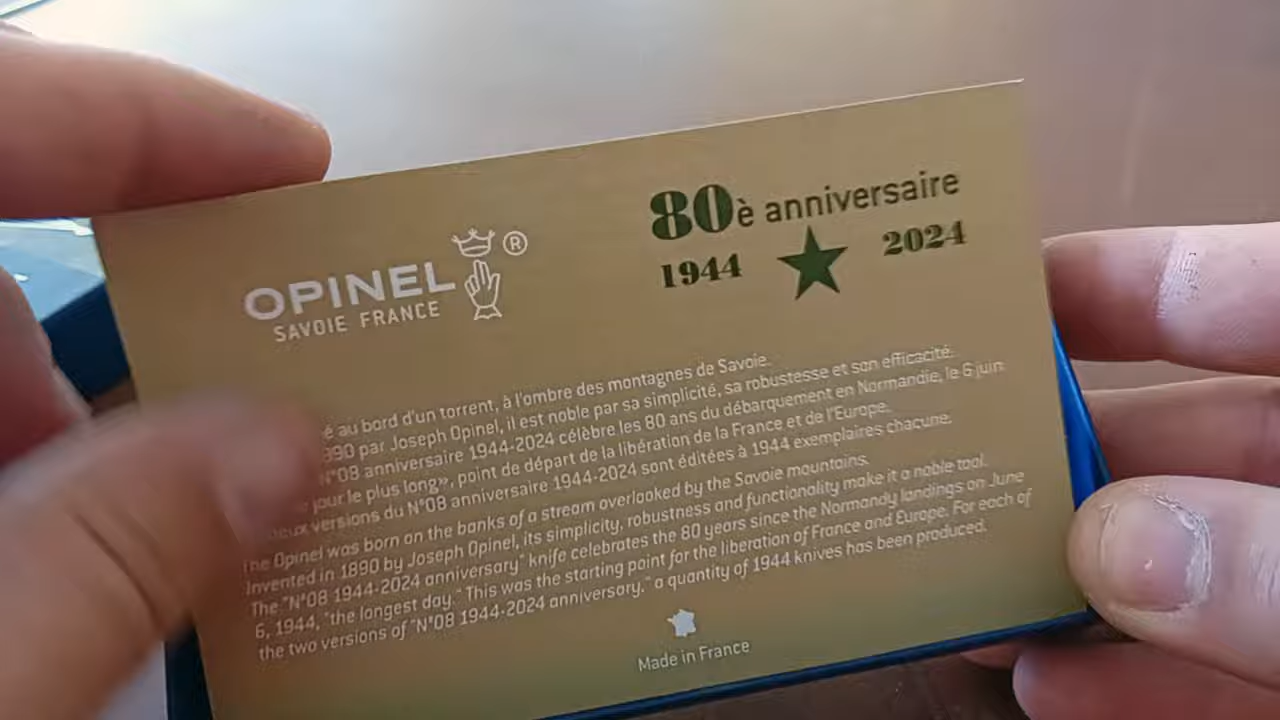 OPINEL ®
SAVOIE FRANCE
80è anniversaire
1944 ★ 2024
é au bord d'un torrent, à l'ombre des montagnes de Savoie.
890 par Joseph Opinel, il est noble par sa simplicité, sa robustesse et son efficacité.
N°08 anniversaire 1944-2024 célèbre les 80 ans du débarquement en Normandie, le 6 juin
jour le plus long», point de départ de la libération de la France et de l'Europe.
eux versions du N°08 anniversaire 1944-2024 sont éditées à 1944 exemplaires chacune.
The Opinel was born on the banks of a stream overlooked by the Savoie mountains.
Invented in 1890 by Joseph Opinel, its simplicity, robustness and functionality make it a noble tool.
The "N°08 1944-2024 anniversary" knife celebrates the 80 years since the Normandy landings on June
6, 1944, "the longest day." This was the starting point for the liberation of France and Europe. For each of
the two versions of "N°08 1944-2024 anniversary," a quantity of 1944 knives has been produced.
Made in France